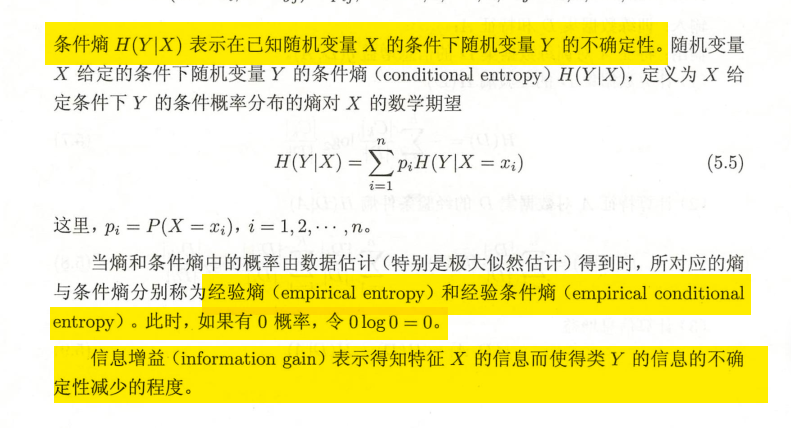 条件熵 H(Y|X) 表示在已知随机变量 X 的条件下随机变量 Y 的不确定性。随机变量
X 给定的条件下随机变量 Y 的条件熵（conditional entropy）H(Y|X)，定义为 X 给
定条件下 Y 的条件概率分布的熵对 X 的数学期望
H(Y|X) = ∑_{i=1}^{n} p_i H(Y|X = x_i) (5.5)
这里，p_i = P(X = x_i)，i = 1, 2, ⋯ , n。
当熵和条件熵中的概率由数据估计（特别是极大似然估计）得到时，所对应的熵
与条件熵分别称为经验熵（empirical entropy）和经验条件熵（empirical conditional
entropy）。此时，如果有 0 概率，令 0 log 0 = 0。
信息增益（information gain）表示得知特征 X 的信息而使得类 Y 的信息的不确
定性减少的程度。